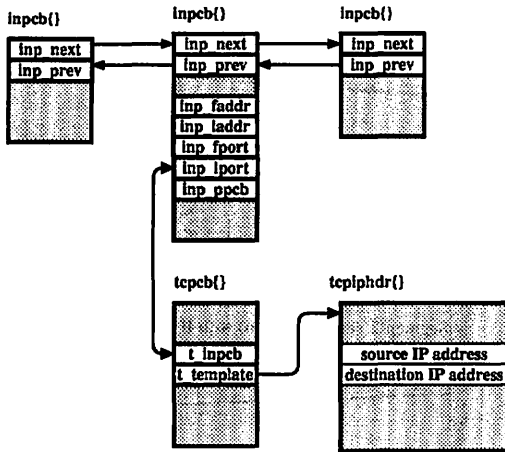 inpcb{}
inp_next
inp_prev
inpcb{}
inp_next
inp_prev
inp_faddr
inp_laddr
inp_fport
inp_lport
inp_ppcb
inpcb{}
inp_next
inp_prev
tcpcb{}
t_inpcb
t_template
tcpiphdr{}
source IP address
destination IP address